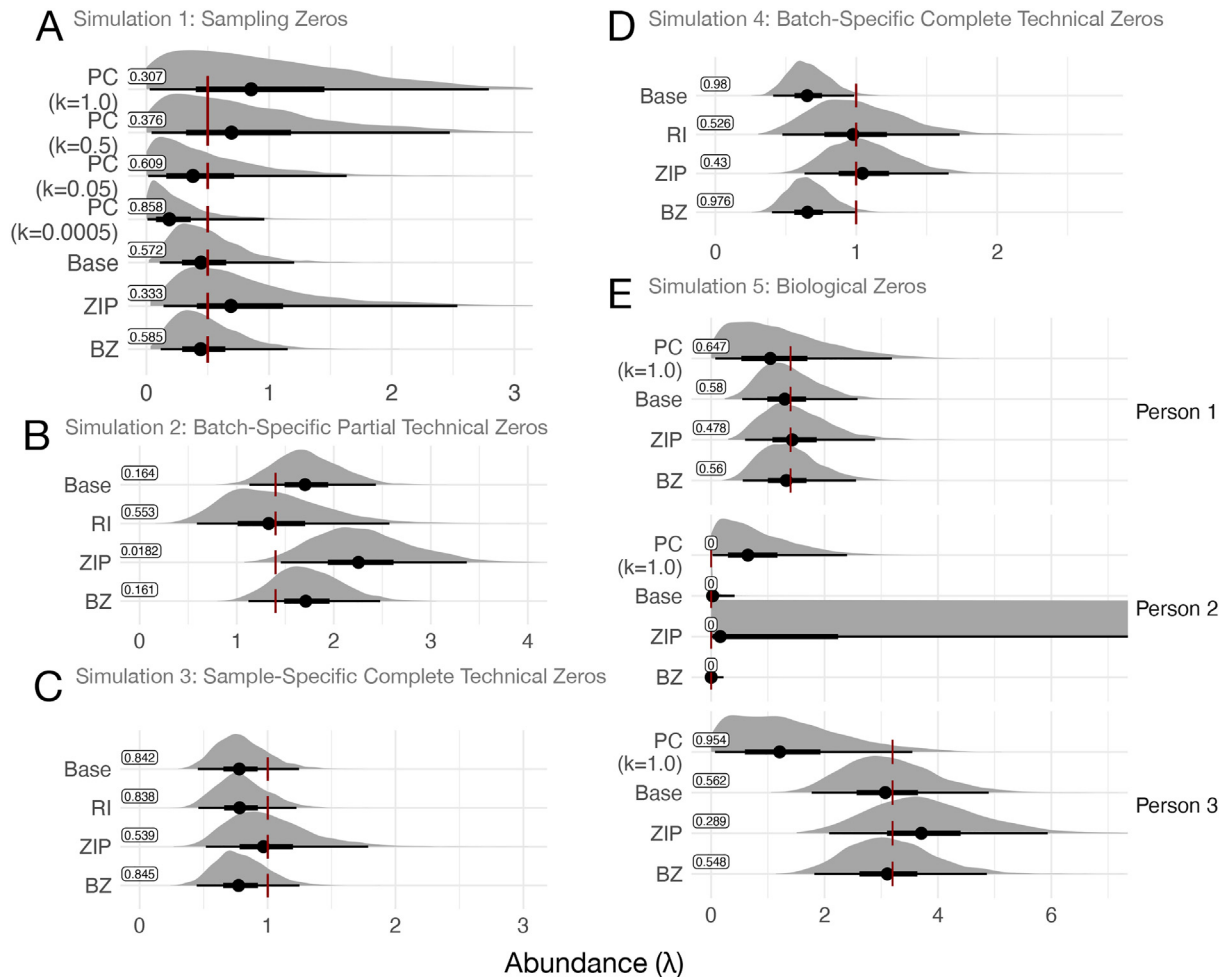 A Simulation 1: Sampling Zeros
PC
(k=1.0)
0.307
PC
(k=0.5)
0.376
PC
(k=0.05)
0.609
PC
(k=0.0005)
0.858
Base
0.572
ZIP
0.333
BZ
0.585
0 1 2 3
B Simulation 2: Batch-Specific Partial Technical Zeros
Base
0.164
RI
0.553
ZIP
0.0182
BZ
0.161
0 1 2 3 4
C Simulation 3: Sample-Specific Complete Technical Zeros
Base
0.842
RI
0.838
ZIP
0.539
BZ
0.845
0 1 2 3
D Simulation 4: Batch-Specific Complete Technical Zeros
Base
0.98
RI
0.526
ZIP
0.43
BZ
0.976
0 1 2
E Simulation 5: Biological Zeros
PC
(k=1.0)
0.647
Base
0.58
ZIP
0.478
BZ
0.56
Person 1
PC
(k=1.0)
0
Base
0
ZIP
0
BZ
0
Person 2
PC
(k=1.0)
0.954
Base
0.562
ZIP
0.289
BZ
0.548
Person 3
0 2 4 6
Abundance (λ)